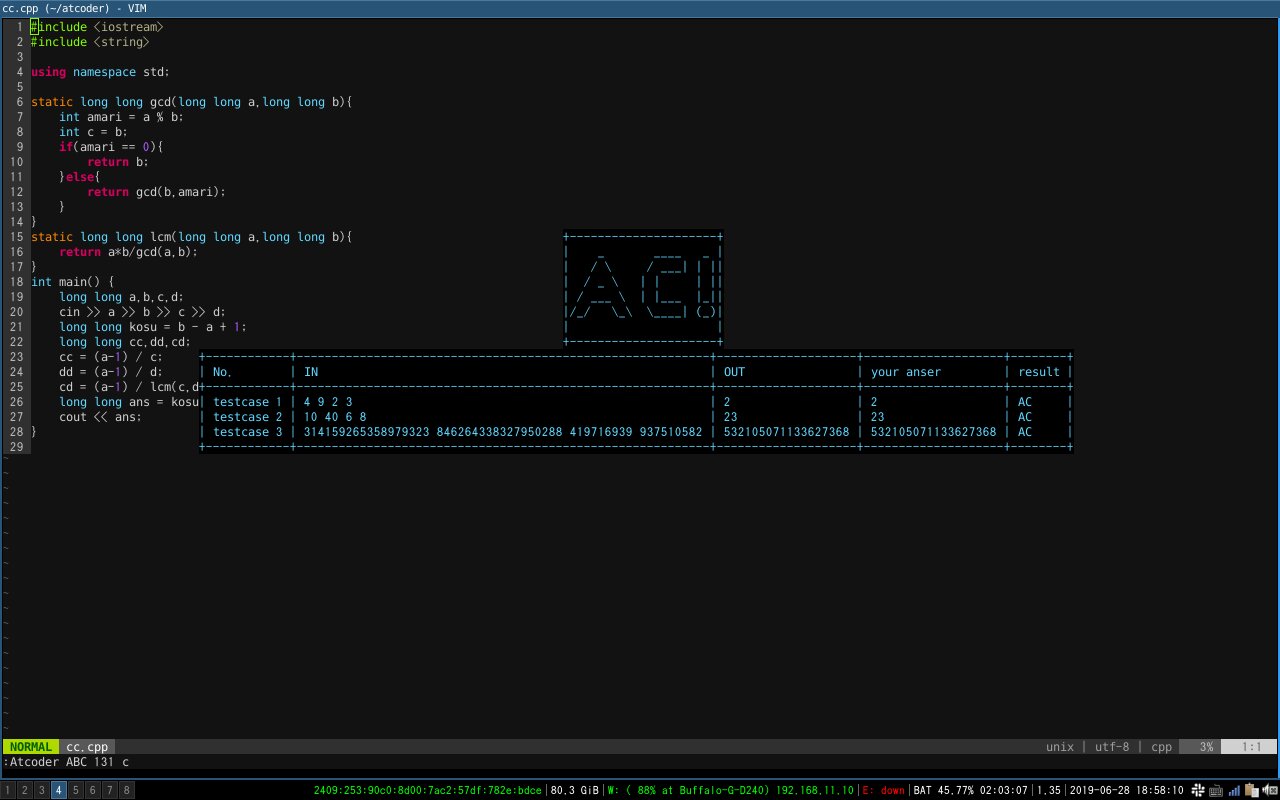 cc.cpp (~/atcoder) - VIM
1 #include <iostream>
2 #include <string>
3
4 using namespace std;
5
6 static long long gcd(long long a,long long b){
7     int amari = a % b;
8     int c = b;
9     if(amari == 0){
10         return b;
11     }else{
12         return gcd(b,amari);
13     }
14 }
15 static long long lcm(long long a,long long b){
16     return a*b/gcd(a,b);
17 }
18 int main() {
19     long long a,b,c,d;
20     cin >> a >> b >> c >> d;
21     long long kosu = b - a + 1;
22     long long cc,dd,cd;
23     cc = (a-1) / c;
24     dd = (a-1) / d;
25     cd = (a-1) / lcm(c,d
26     long long ans = kosu
27     cout << ans;
28 }
29
AC!
| No. | IN | OUT | your anser | result |
| testcase 1 | 4 9 2 3 | 2 | 2 | AC |
| testcase 2 | 10 40 6 8 | 23 | 23 | AC |
| testcase 3 | 314159265358979323 846264338327950288 419716939 937510582 | 532105071133627368 | 532105071133627368 | AC |
NORMAL cc.cpp unix | utf-8 | cpp 3% 1:1
:Atcoder ABC 131 c
1 2 3 4 5 6 7 8 2409:253:90c0:8d00:7ac2:57df:782e:bdce|80.3 GiB|W: ( 88% at Buffalo-G-D240) 192.168.11.10|E: down|BAT 45.77% 02:03:07|1.35|2019-06-28 18:58:10